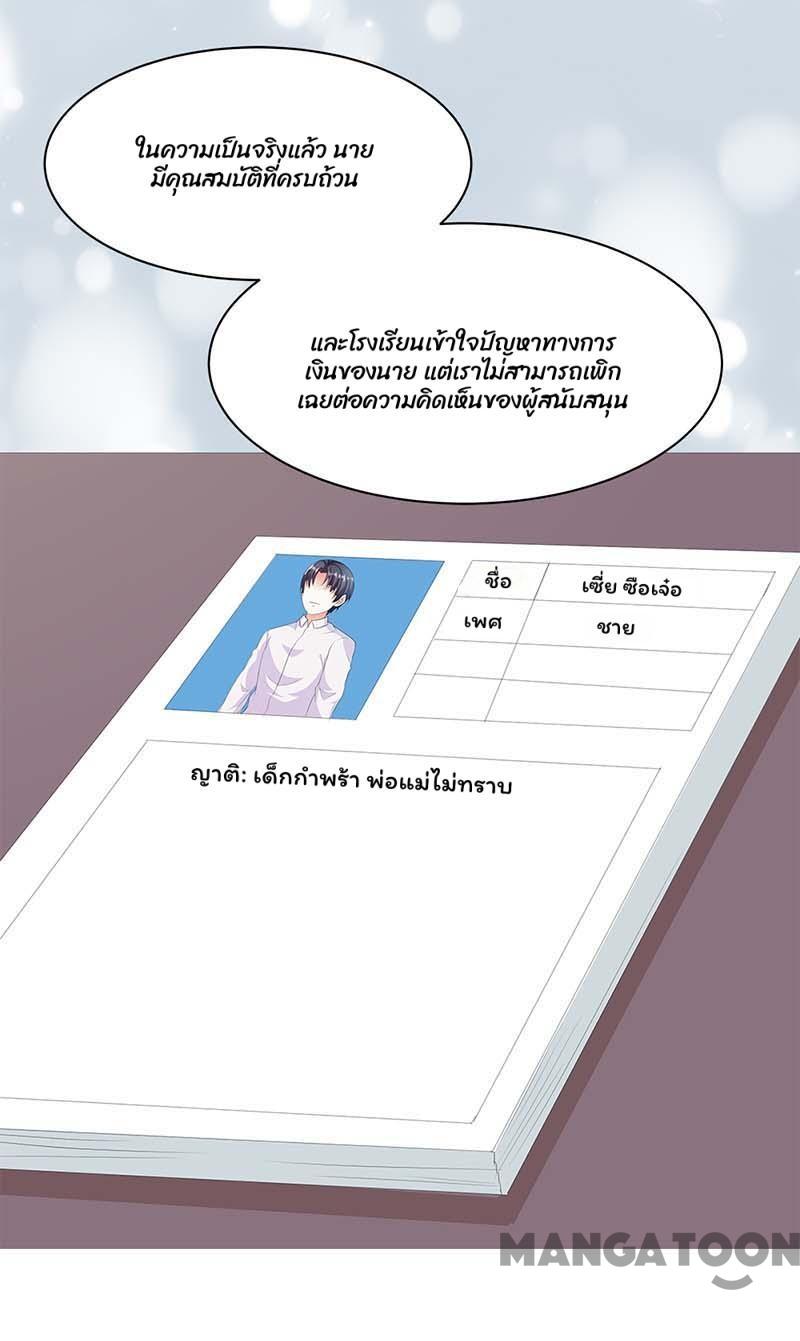 ในความเป็นจริงแล้ว นาย
มีคุณสมบัติที่ครบถ้วน
และโรงเรียนเข้าใจปัญหาทางการ
เงินของนาย แต่เราไม่สามารถเพิก
เฉยต่อความคิดเห็นของผู้สนับสนุน
ชื่อ เซี่ย ซือเจ๋อ
เพศ ชาย
ญาติ: เด็กกำพร้า พ่อแม่ไม่ทราบ
MANGATOON